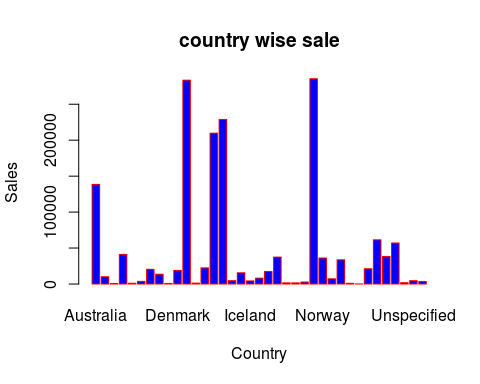 country wise sale
Sales
200000
100000
0
Australia Denmark Iceland Norway Unspecified
Country